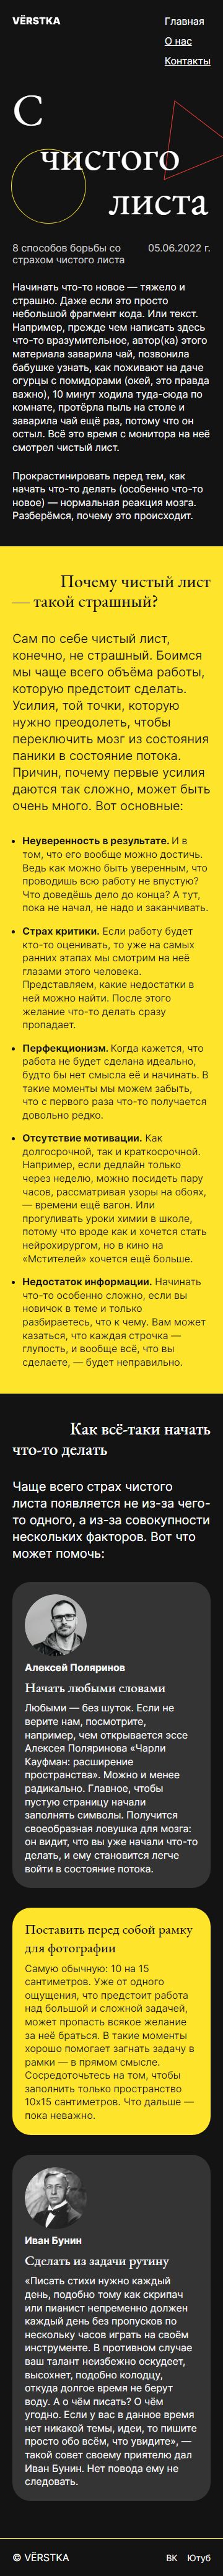 VЁRSTKA
Главная
О нас
Контакты
С
чистого
листа
8 способов борьбы со
страхом чистого листа
05.06.2022 г.
Начинать что-то новое — тяжело и
страшно. Даже если это просто
небольшой фрагмент кода. Или текст.
Например, прежде чем написать здесь
что-то вразумительное, автор(ка) этого
материала заварила чай, позвонила
бабушке узнать, как поживают на даче
огурцы с помидорами (окей, это правда
важно), 10 минут ходила туда-сюда по
комнате, протёрла пыль на столе и
заварила чай ещё раз, потому что он
остыл. Всё это время с монитора на неё
смотрел чистый лист.
Прокрастинировать перед тем, как
начать что-то делать (особенно что-то
новое) — нормальная реакция мозга.
Разберёмся, почему это происходит.
Почему чистый лист
— такой страшный?
Сам по себе чистый лист,
конечно, не страшный. Боимся
мы чаще всего объёма работы,
которую предстоит сделать.
Усилия, той точки, которую
нужно преодолеть, чтобы
переключить мозг из состояния
паники в состояние потока.
Причин, почему первые усилия
даются так сложно, может быть
очень много. Вот основные:
• Неуверенность в результате. И в
том, что его вообще можно достичь.
Ведь как можно быть уверенным, что
проводишь всю работу не впустую?
Что доведёшь дело до конца? А тут,
пока не начал, не надо и заканчивать.
• Страх критики. Если работу будет
кто-то оценивать, то уже на самых
ранних этапах мы смотрим на неё
глазами этого человека.
Представляем, какие недостатки в
ней можно найти. После этого
желание что-то делать сразу
пропадает.
• Перфекционизм. Когда кажется, что
работа не будет сделана идеально,
будто бы нет смысла её и начинать. В
такие моменты мы можем забыть,
что с первого раза что-то получается
довольно редко.
• Отсутствие мотивации. Как
долгосрочной, так и краткосрочной.
Например, если дедлайн только
через неделю, можно посидеть пару
часов, рассматривая узоры на обоях,
— времени ещё вагон. Или
прогуливать уроки химии в школе,
потому что вроде как и хочется стать
нейрохирургом, но в кино на
«Мстителей» хочется ещё больше.
• Недостаток информации. Начинать
что-то особенно сложно, если вы
новичок в теме и только
разбираетесь, что к чему. Вам может
казаться, что каждая строчка —
глупость, и вообще всё, что вы
сделаете, — будет неправильно.
Как всё-таки начать
что-то делать
Чаще всего страх чистого
листа появляется не из-за чего-
то одного, а из-за совокупности
нескольких факторов. Вот что
может помочь:
Алексей Поляринов
Начать любыми словами
Любыми — без шуток. Если не
верите нам, посмотрите,
например, чем открывается эссе
Алексея Поляринова «Чарли
Кауфман: расширение
пространства». Можно и менее
радикально. Главное, чтобы
пустую страницу начали
заполнять символы. Получится
своеобразная ловушка для мозга:
он видит, что вы уже начали что-то
делать, и ему становится легче
войти в состояние потока.
Поставить перед собой рамку
для фотографии
Самую обычную: 10 на 15
сантиметров. Уже от одного
ощущения, что предстоит работа
над большой и сложной задачей,
может пропасть всякое желание
за неё браться. В такие моменты
хорошо помогает загнать задачу в
рамки — в прямом смысле.
Сосредоточьтесь на том, чтобы
заполнить только пространство
10х15 сантиметров. Что дальше —
пока неважно.
Иван Бунин
Сделать из задачи рутину
«Писать стихи нужно каждый
день, подобно тому как скрипач
или пианист непременно должен
каждый день без пропусков по
нескольку часов играть на своём
инструменте. В противном случае
ваш талант неизбежно оскудеет,
высохнет, подобно колодцу,
откуда долгое время не берут
воду. А о чём писать? О чём
угодно. Если у вас в данное время
нет никакой темы, идеи, то пишите
просто обо всём, что увидите», —
такой совет своему приятелю дал
Иван Бунин. Нет повода ему не
следовать.
© VЁRSTKA
ВК
Ютуб